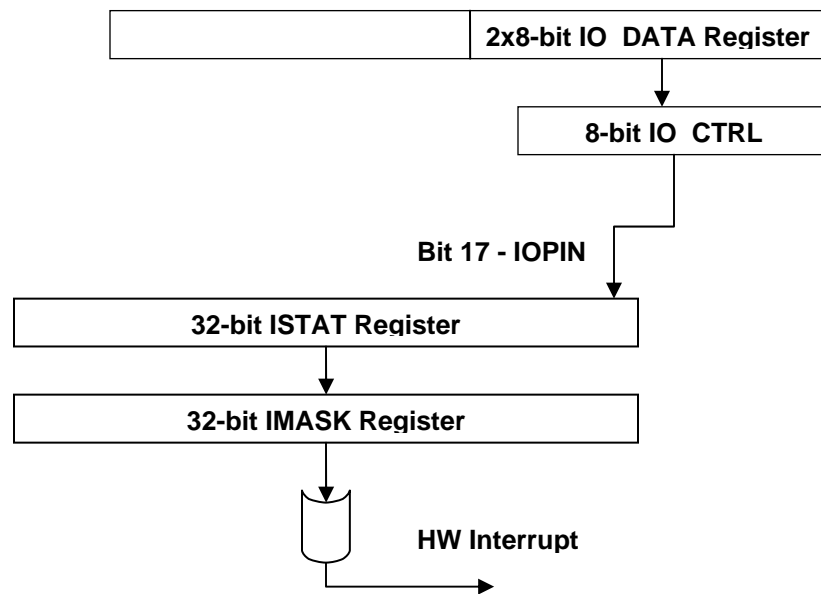 2x8-bit IO DATA Register
8-bit IO CTRL
Bit 17 - IOPIN
32-bit ISTAT Register
32-bit IMASK Register
HW Interrupt